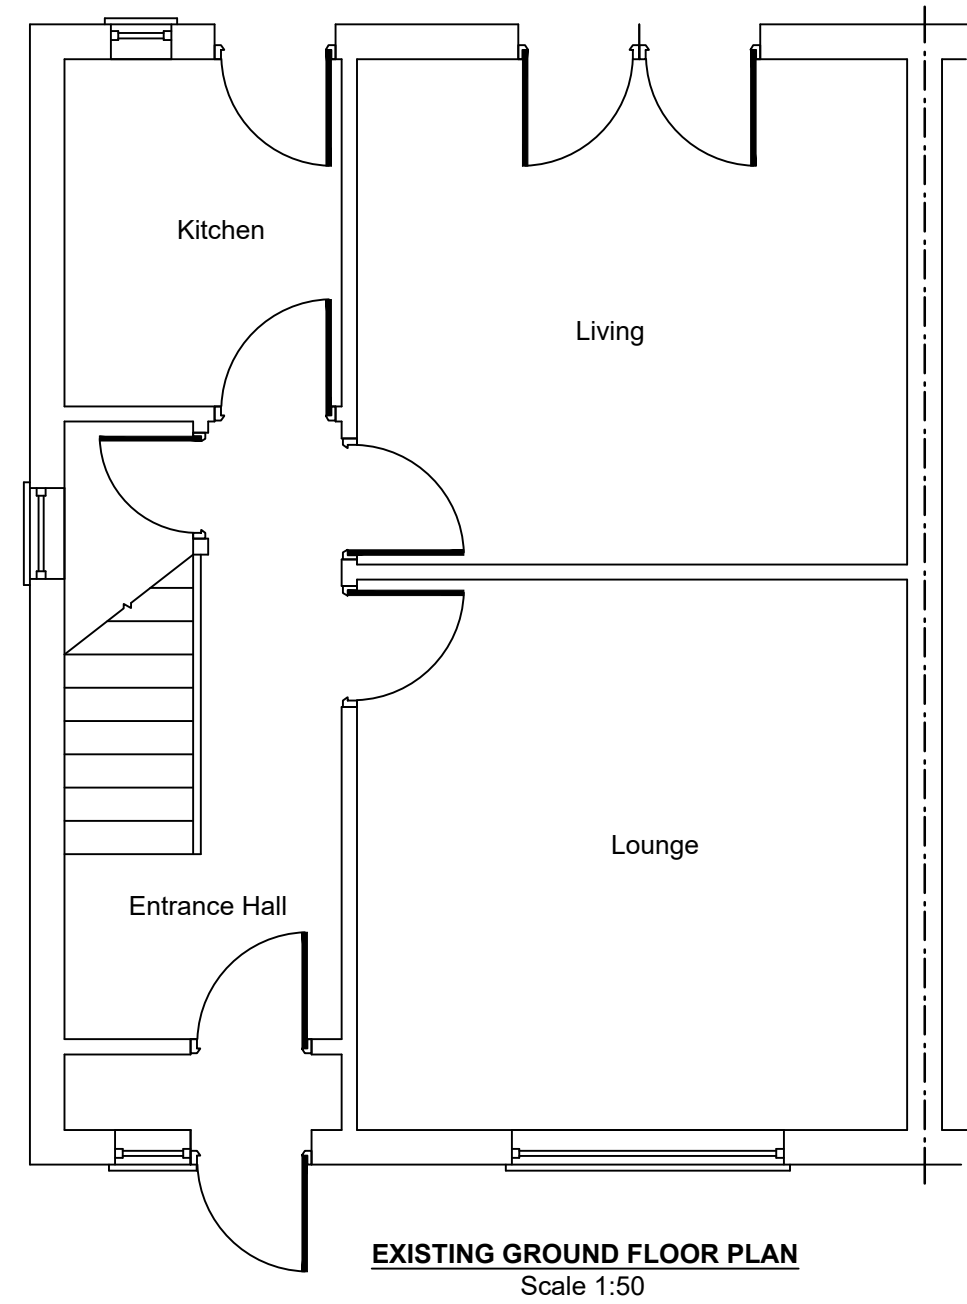 Kitchen
Living
Lounge
Entrance Hall
EXISTING GROUND FLOOR PLAN
Scale 1:50